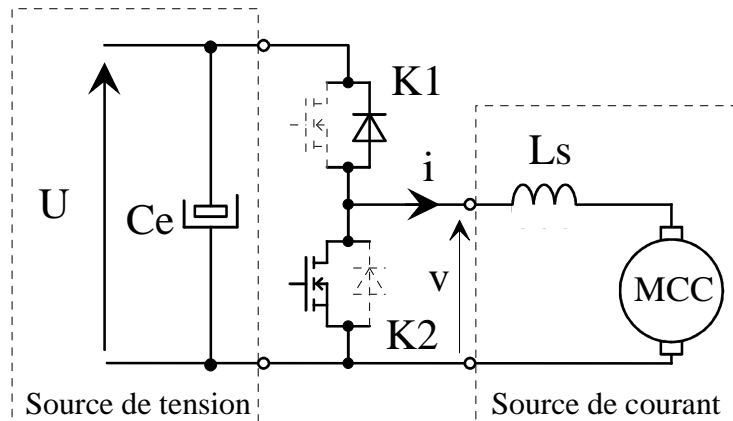 K1
Ls
i
U
Ce
v
MCC
K2
Source de tension
Source de courant